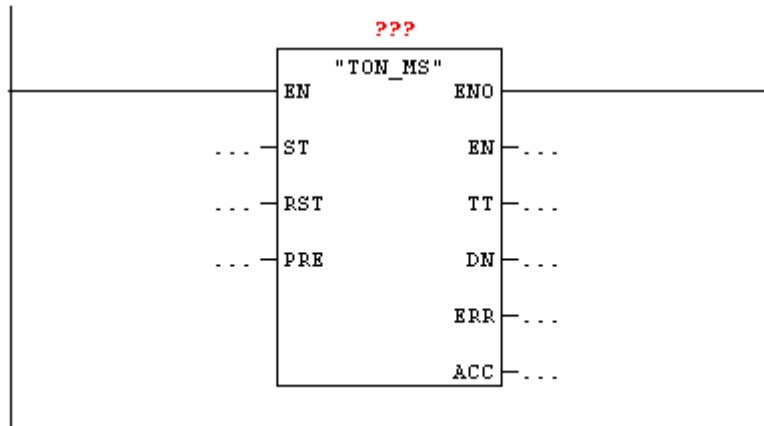 ???
"TON_MS"
EN ENO
... ST EN ...
... RST TT ...
... PRE DN ...
ERR ...
ACC ...